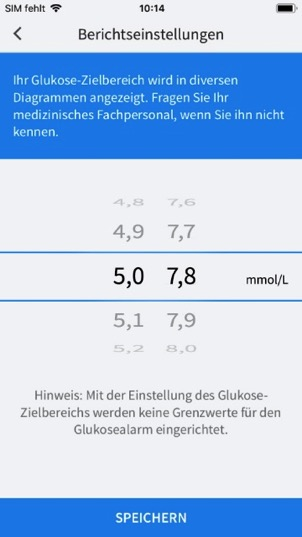 SIM fehlt 10:14
Berichtseinstellungen
Ihr Glukose-Zielbereich wird in diversen
Diagrammen angezeigt. Fragen Sie Ihr
medizinisches Fachpersonal, wenn Sie ihn nicht
kennen.
4,8 7,6
4,9 7,7
5,0 7,8 mmol/L
5,1 7,9
5,2 8,0
Hinweis: Mit der Einstellung des Glukose-
Zielbereichs werden keine Grenzwerte für den
Glukosealarm eingerichtet.
SPEICHERN